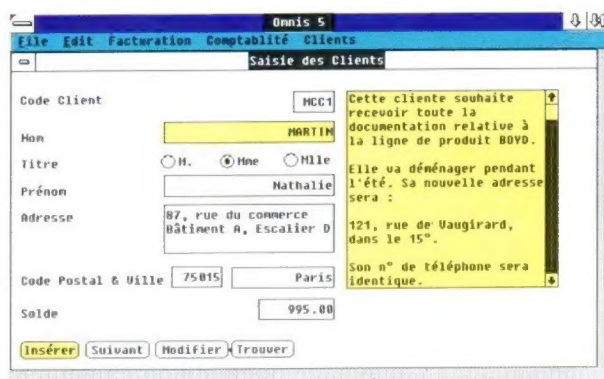 Omnis 5
File Edit Facturation Comptablité Clients
Saisie des Clients
Code Client MCC1
Nom MARTIN
Titre M. Mme Mlle
Prénom Nathalie
Adresse 87, rue du commerce
Bâtiment A, Escalier D
Code Postal & Ville 75015 Paris
Solde 995.00
Insérer Suivant Modifier Trouver
Cette cliente souhaite
recevoir toute la
documentation relative à
la ligne de produit BOYD.
Elle va déménager pendant
l'été. Sa nouvelle adresse
sera :
121, rue de Vaugirard,
dans le 15°.
Son n° de téléphone sera
identique.